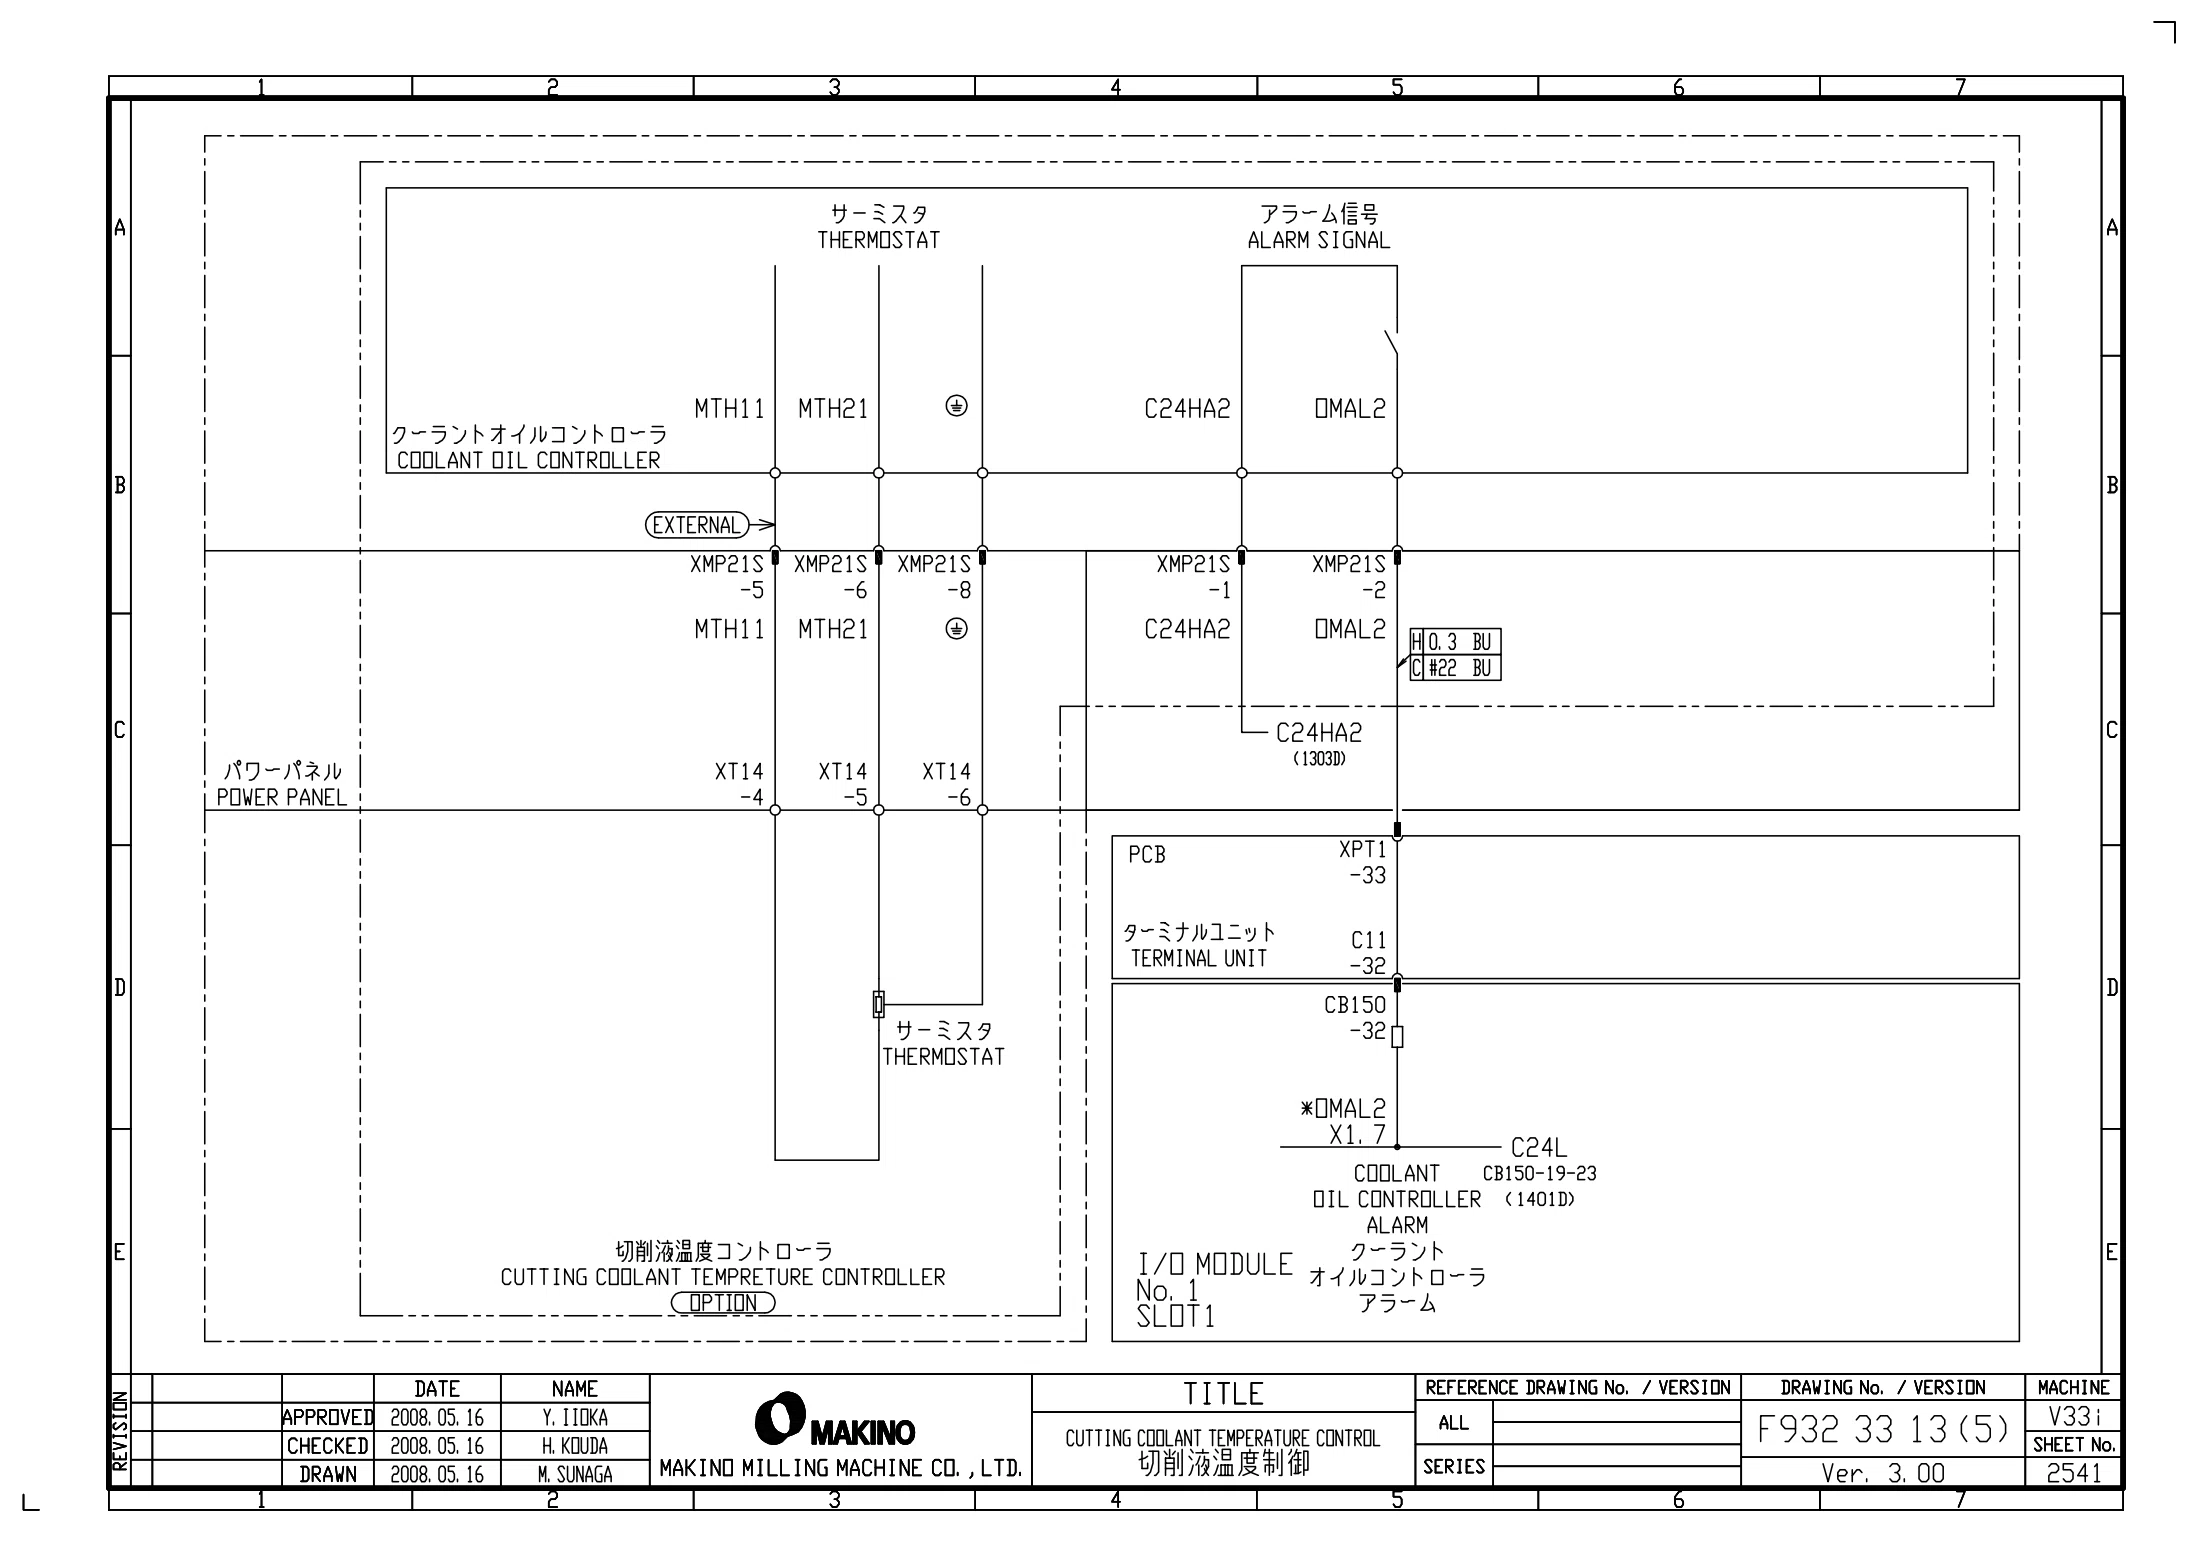 1 2 3 4 5 6 7
A A
サーミスタ
THERMOSTAT
アラーム信号
ALARM SIGNAL
MTH11 MTH21 C24HA2 OMAL2
クーラントオイルコントローラ
COOLANT OIL CONTROLLER
B B
EXTERNAL
XMP21S XMP21S XMP21S XMP21S XMP21S
-5 -6 -8 -1 -2
MTH11 MTH21 C24HA2 OMAL2
H 0.3 BU
C #22 BU
C C
C24HA2
(1303D)
パワーパネル
POWER PANEL
XT14 XT14 XT14
-4 -5 -6
PCB
XPT1
-33
ターミナルユニット
TERMINAL UNIT
C11
-32
D D
CB150
-32
サーミスタ
THERMOSTAT
*OMAL2
X1.7
C24L
CB150-19-23
(1401D)
COOLANT
OIL CONTROLLER
ALARM
クーラント
オイルコントローラ
アラーム
E E
I/O MODULE
No. 1
SLOT1
切削液温度コントローラ
CUTTING COOLANT TEMPRETURE CONTROLLER
OPTION
REVISION
DATE NAME
APPROVED 2008.05.16 Y. IIOKA
CHECKED 2008.05.16 H. KOUDA
DRAWN 2008.05.16 M. SUNAGA
MAKINO
MAKINO MILLING MACHINE CO.,LTD.
TITLE
CUTTING COOLANT TEMPERATURE CONTROL
切削液温度制御
REFERENCE DRAWING No. / VERSION
ALL
SERIES
DRAWING No. / VERSION
F932 33 13(5)
Ver. 3.00
MACHINE
V33i
SHEET No.
2541
1 2 3 4 5 6 7